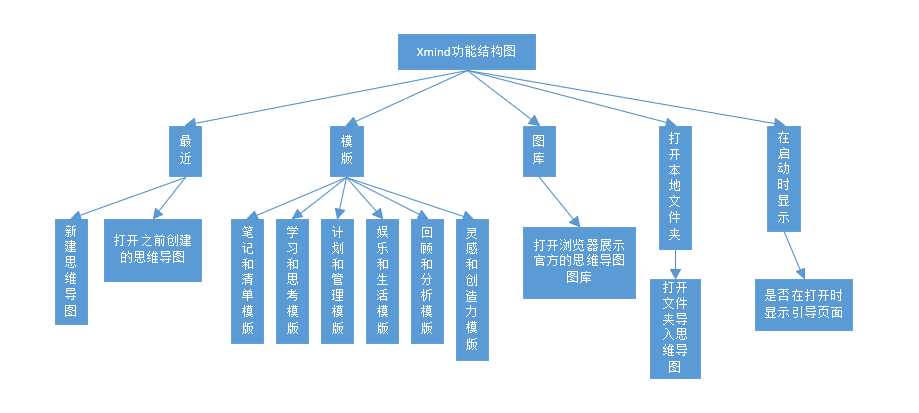 Xmind功能结构图
最近
模版
图库
打开本地文件夹
在启动时显示
新建思维导图
打开之前创建
的思维导图
笔记和清单模版
学习和思考模版
计划和管理模版
娱乐和生活模版
回顾和分析模版
灵感和创造力模版
打开浏览器展示
官方的思维导图
图库
打开
文件
夹导
入思
维导
图
是否在打开时
显示引导页面